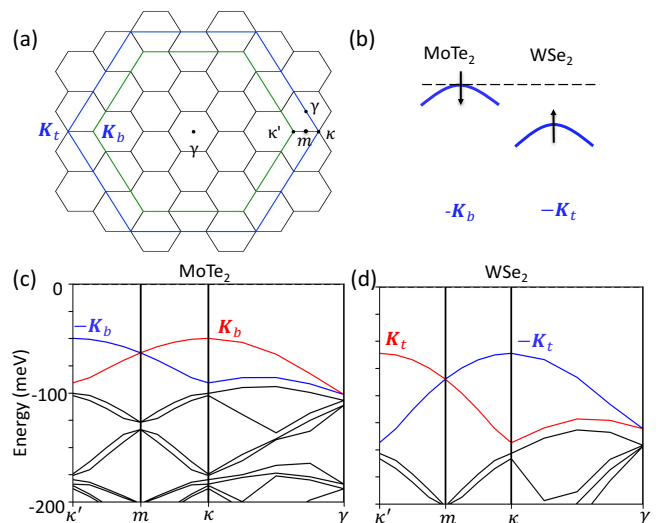 (a)
K_t
K_b
κ'
m
κ
γ
γ
(b)
MoTe₂
WSe₂
-K_b
−K_t
(c)
MoTe₂
0
-100
-200
Energy (meV)
−K_b
K_b
κ'
m
κ
γ
(d)
WSe₂
K_t
−K_t
κ'
m
κ
γ